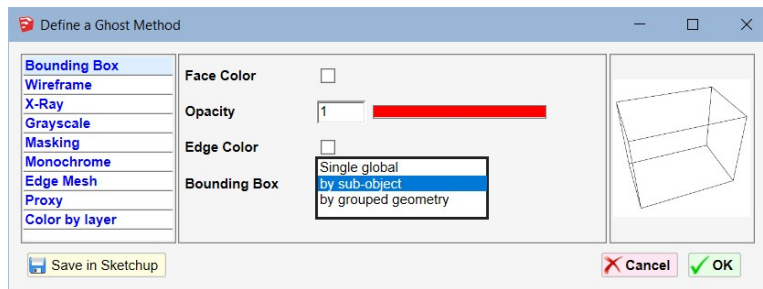 Define a Ghost Method
Bounding Box
Wireframe
X-Ray
Grayscale
Masking
Monochrome
Edge Mesh
Proxy
Color by layer
Face Color
Opacity 1
Edge Color
Bounding Box
Single global
by sub-object
by grouped geometry
Save in Sketchup
Cancel OK